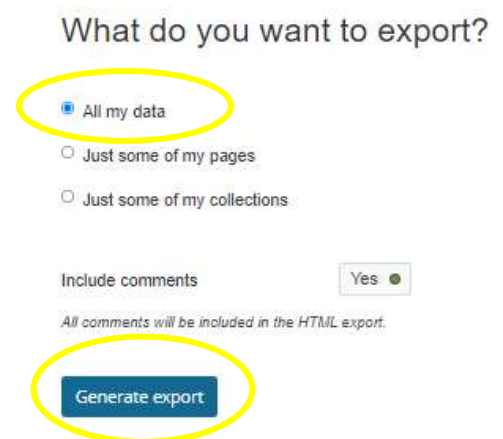 What do you want to export?
All my data
Just some of my pages
Just some of my collections
Include comments Yes
All comments will be included in the HTML export.
Generate export